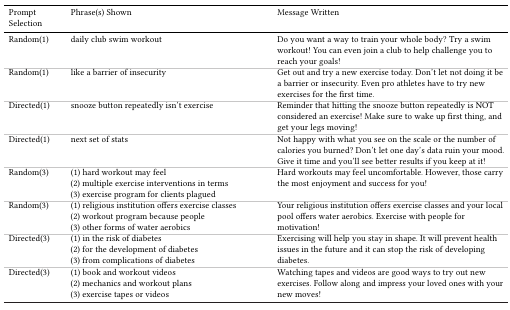 Prompt Selection Phrase(s) Shown Message Written
Random(1) daily club swim workout Do you want a way to train your whole body? Try a swim
workout! You can even join a club to help challenge you to
reach your goals!
Random(1) like a barrier of insecurity Get out and try a new exercise today. Don't let not doing it be
a barrier or insecurity. Even pro athletes have to try new
exercises for the first time.
Directed(1) snooze button repeatedly isn't exercise Reminder that hitting the snooze button repeatedly is NOT
considered an exercise! Make sure to wake up first thing, and
get your legs moving!
Directed(1) next set of stats Not happy with what you see on the scale or the number of
calories you burned? Don't let one day's data ruin your mood.
Give it time and you'll see better results if you keep at it!
Random(3) (1) hard workout may feel Hard workouts may feel uncomfortable. However, those carry
(2) multiple exercise interventions in terms the most enjoyment and success for you!
(3) exercise program for clients plagued
Random(3) (1) religious institution offers exercise classes Your religious institution offers exercise classes and your local
(2) workout program because people pool offers water aerobics. Exercise with people for
(3) other forms of water aerobics motivation!
Directed(3) (1) in the risk of diabetes Exercising will help you stay in shape. It will prevent health
(2) for the development of diabetes issues in the future and it can stop the risk of developing
(3) from complications of diabetes diabetes.
Directed(3) (1) book and workout videos Watching tapes and videos are good ways to try out new
(2) mechanics and workout plans exercises. Follow along and impress your loved ones with your
(3) exercise tapes or videos new moves!